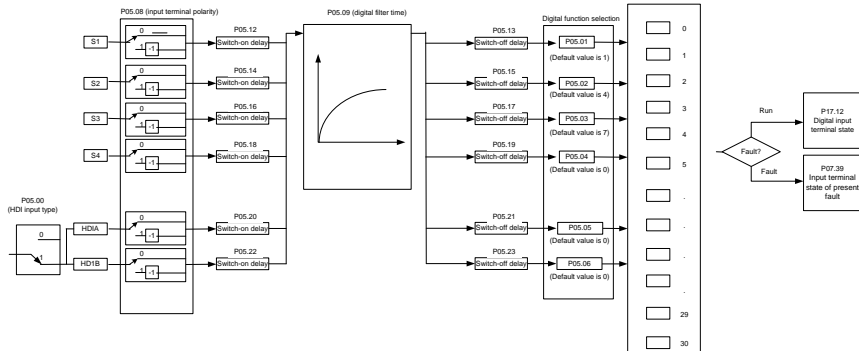 P05.08 (input terminal polarity)
P05.09 (digital filter time)
Digital function selection
S1
0
1
-1
P05.12
Switch-on delay
P05.13
Switch-off delay
P05.01
(Default value is 1)
S2
0
1
-1
P05.14
Switch-on delay
P05.15
Switch-off delay
P05.02
(Default value is 4)
S3
0
1
-1
P05.16
Switch-on delay
P05.17
Switch-off delay
P05.03
(Default value is 7)
S4
0
1
-1
P05.18
Switch-on delay
P05.19
Switch-off delay
P05.04
(Default value is 0)
P05.00
(HDI input type)
0
1
HDIA
0
1
-1
P05.20
Switch-on delay
P05.21
Switch-off delay
P05.05
(Default value is 0)
HD1B
0
1
-1
P05.22
Switch-on delay
P05.23
Switch-off delay
P05.06
(Default value is 0)
0
1
2
3
4
5
.
.
.
.
29
30
Fault?
Run
Fault
P17.12
Digital input
terminal state
P07.39
Input terminal
state of present
fault